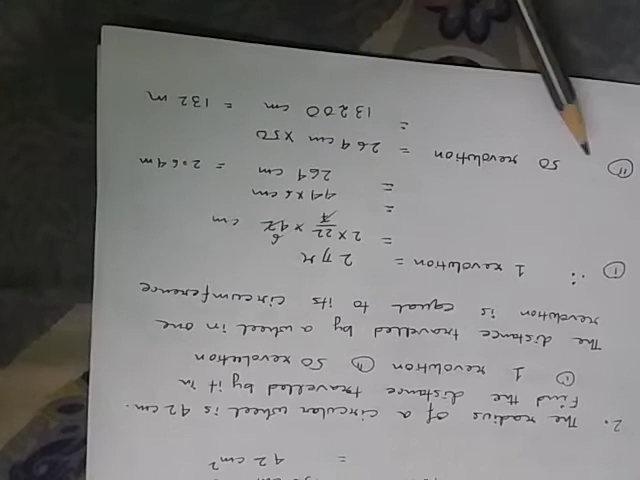 = 42 cm²
2. The radius of a circular wheel is 42 cm.
Find the distance travelled by it in
(i) 1 revolution (ii) 50 revolution
The distance travelled by a wheel in one
revolution is equal to its circumference
(i) ∴ 1 revolution = 2πr
= 2 × 22/7 × 42 6 cm
= 44 × 6 cm
= 264 cm = 2.64 m
(ii) 50 revolution = 264 cm × 50
= 13200 cm = 132 m